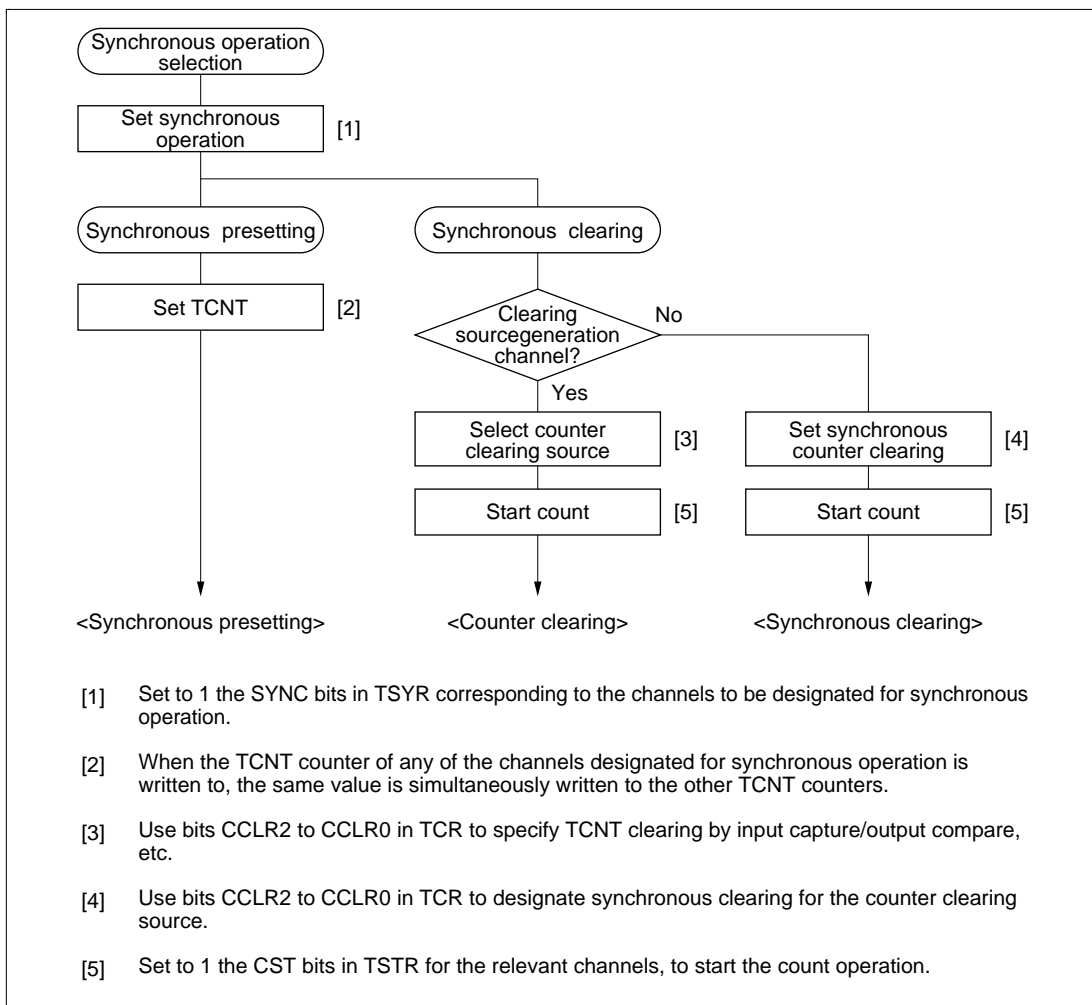 Synchronous operation
selection
Set synchronous
operation
[1]
Synchronous presetting
Synchronous clearing
Set TCNT
[2]
Clearing
sourcegeneration
channel?
No
Yes
Select counter
clearing source
[3]
Set synchronous
counter clearing
[4]
Start count
[5]
Start count
[5]
<Synchronous presetting>
<Counter clearing>
<Synchronous clearing>
[1] Set to 1 the SYNC bits in TSYR corresponding to the channels to be designated for synchronous
operation.
[2] When the TCNT counter of any of the channels designated for synchronous operation is
written to, the same value is simultaneously written to the other TCNT counters.
[3] Use bits CCLR2 to CCLR0 in TCR to specify TCNT clearing by input capture/output compare,
etc.
[4] Use bits CCLR2 to CCLR0 in TCR to designate synchronous clearing for the counter clearing
source.
[5] Set to 1 the CST bits in TSTR for the relevant channels, to start the count operation.